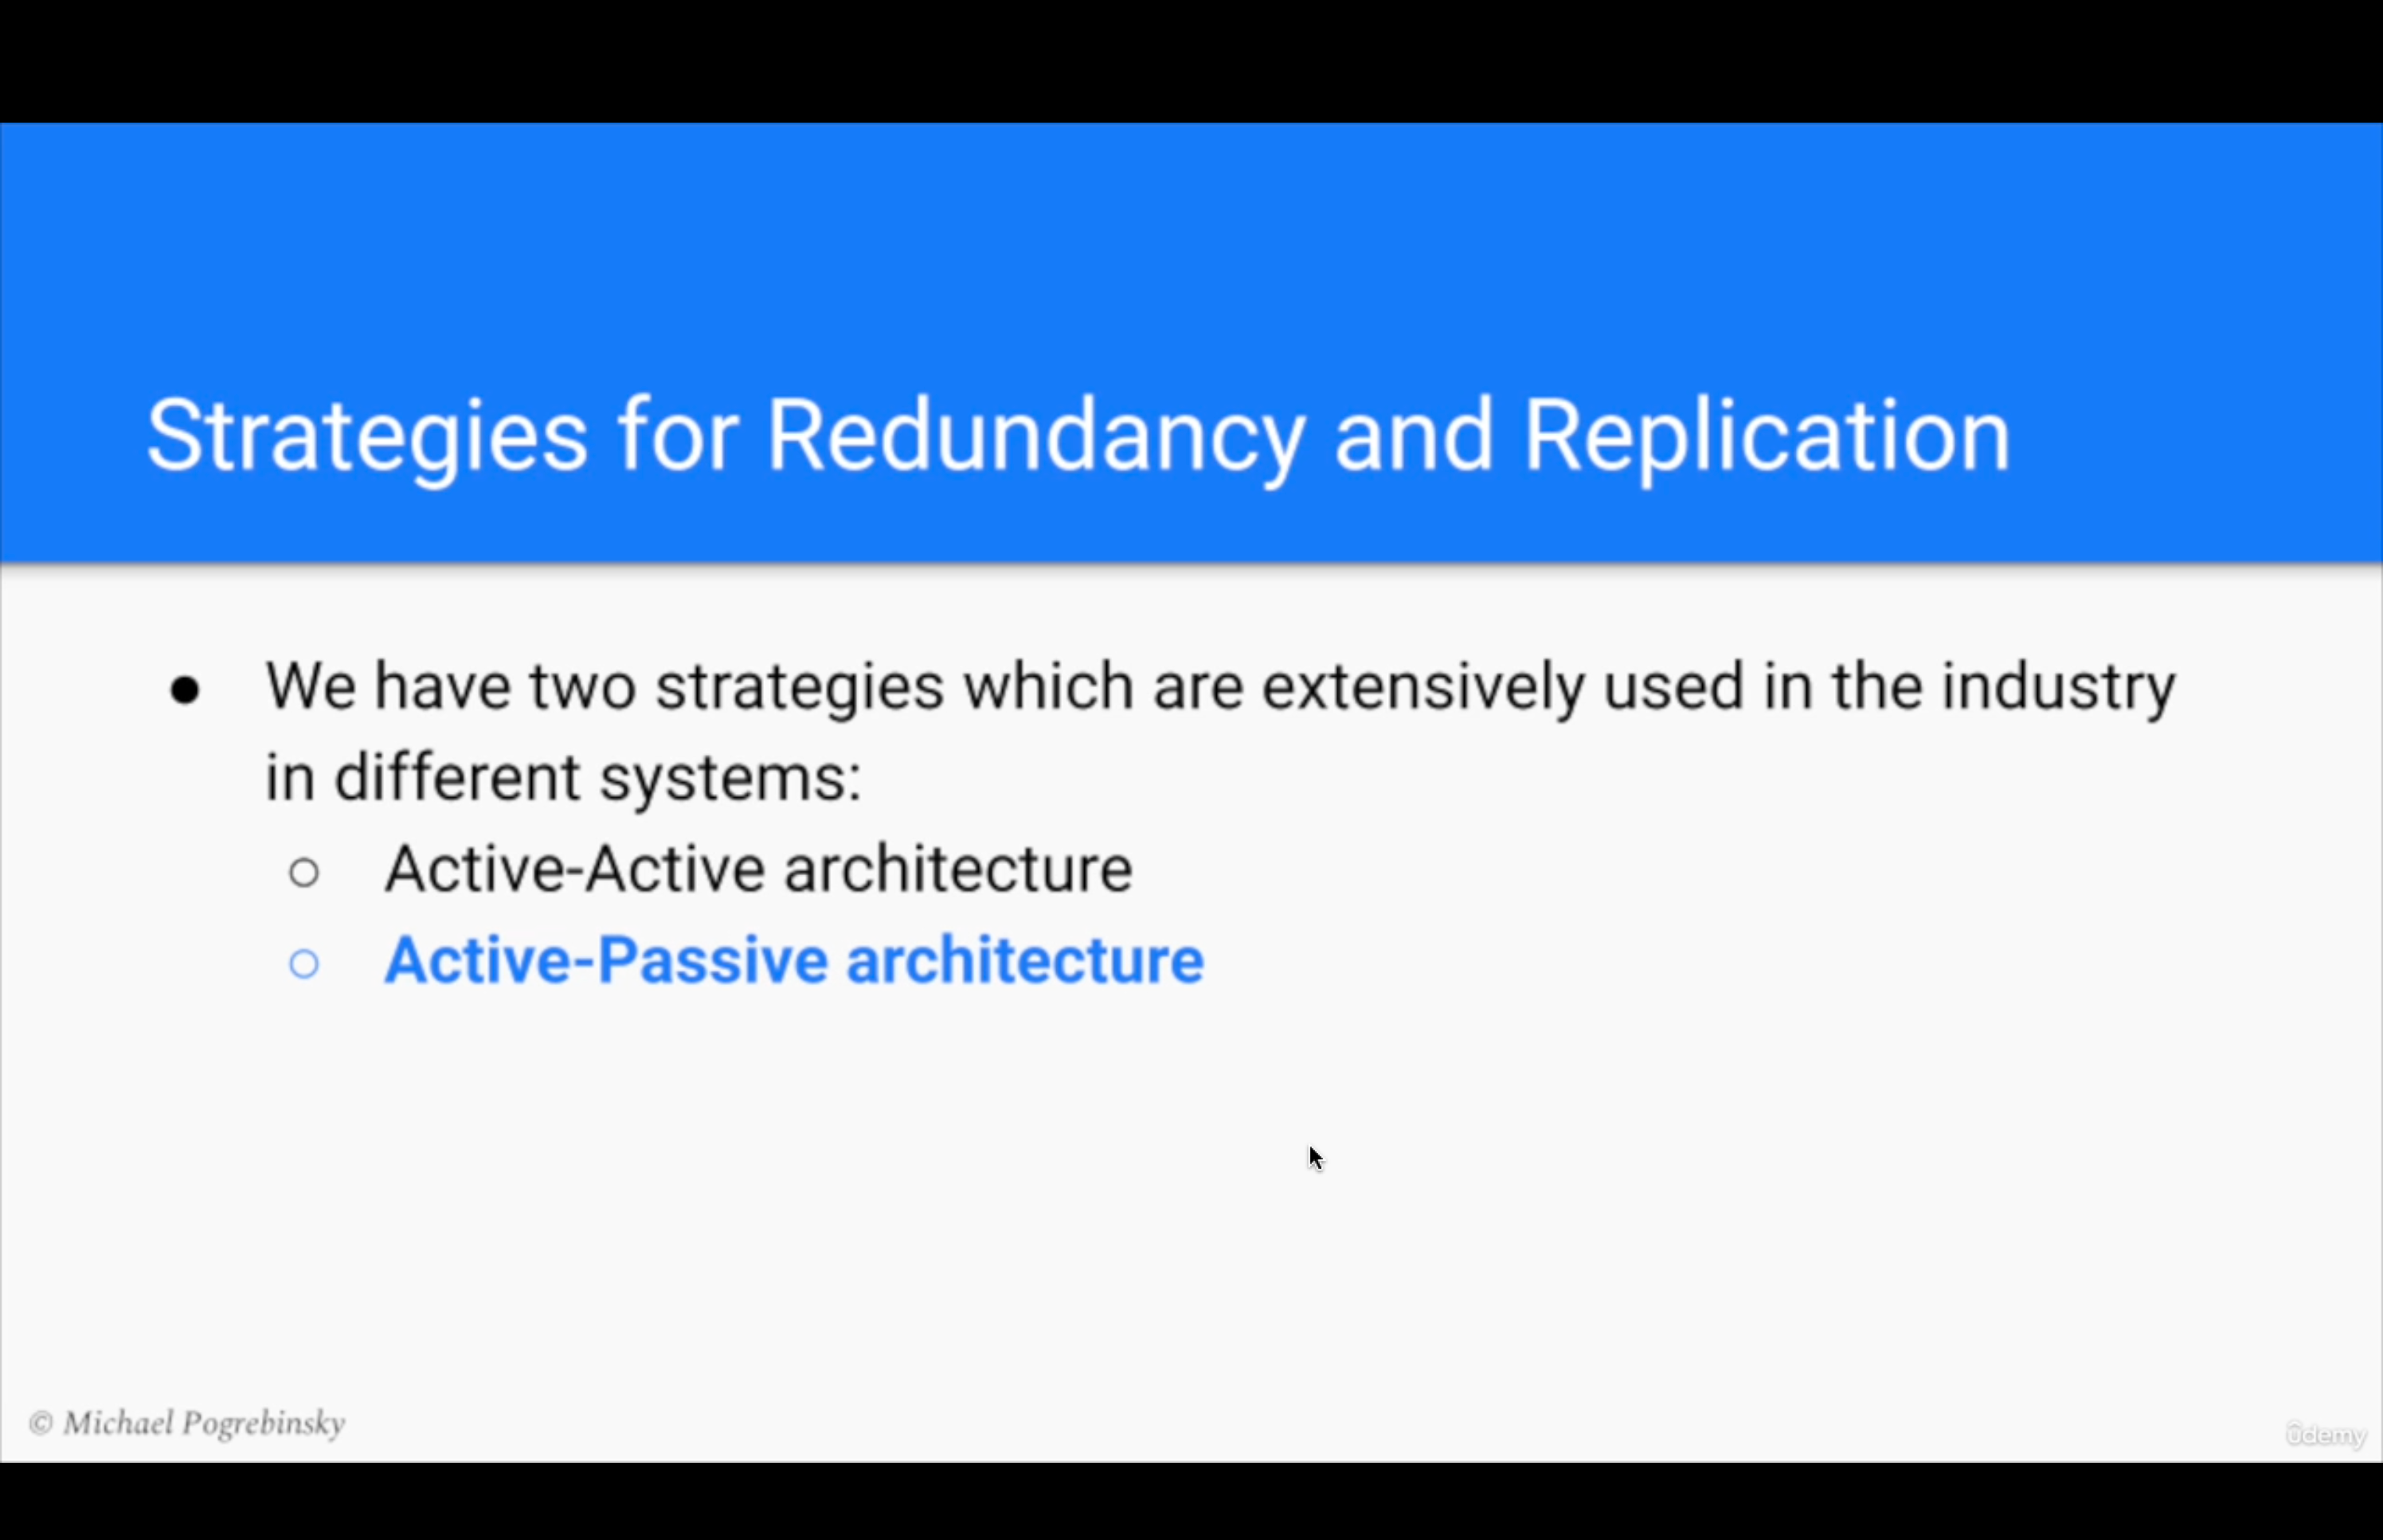 Strategies for Redundancy and Replication
● We have two strategies which are extensively used in the industry
in different systems:
○ Active-Active architecture
○ Active-Passive architecture
© Michael Pogrebinsky
ûdemy